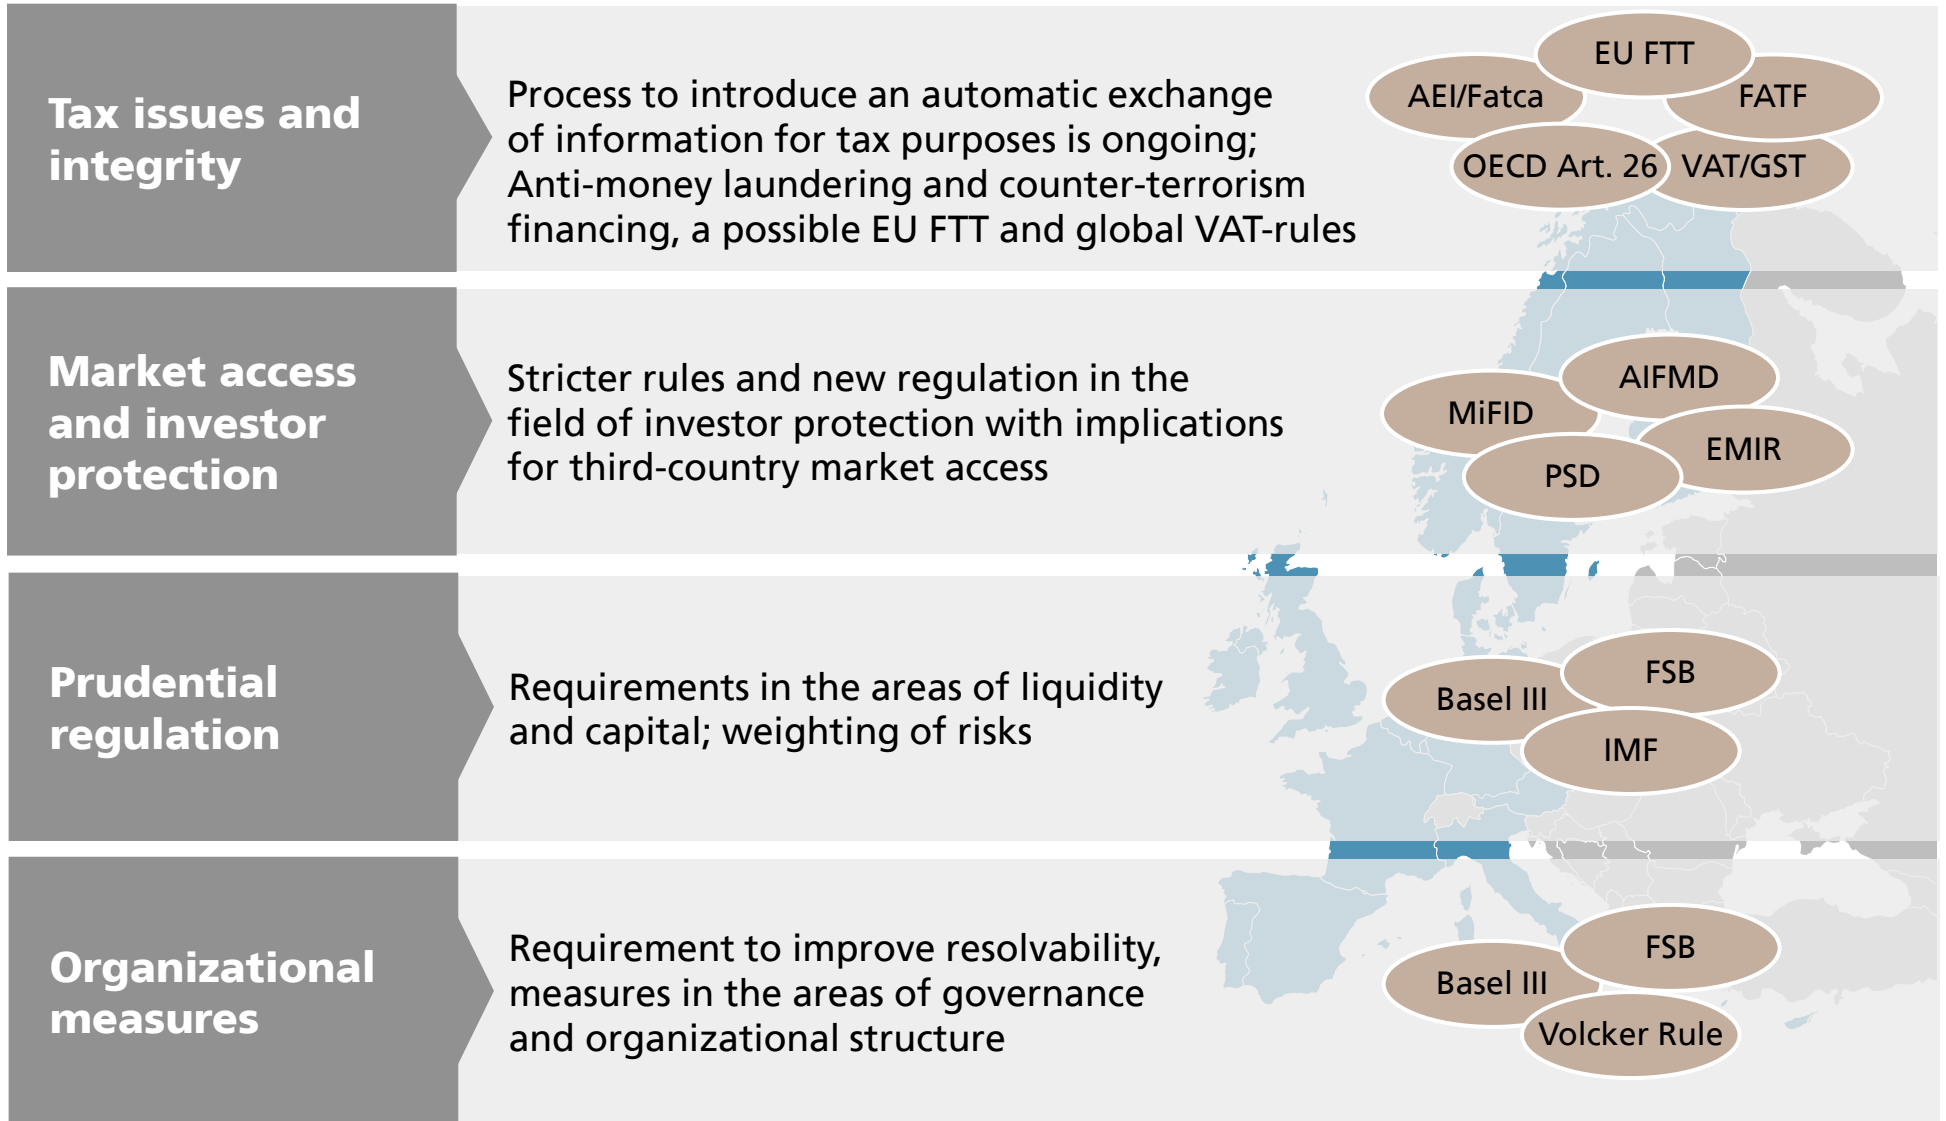 Tax issues and
integrity
Process to introduce an automatic exchange
of information for tax purposes is ongoing;
Anti-money laundering and counter-terrorism
financing, a possible EU FTT and global VAT-rules
EU FTT
AEI/Fatca
FATF
OECD Art. 26
VAT/GST
Market access
and investor
protection
Stricter rules and new regulation in the
field of investor protection with implications
for third-country market access
AIFMD
MiFID
EMIR
PSD
Prudential
regulation
Requirements in the areas of liquidity
and capital; weighting of risks
FSB
Basel III
IMF
Organizational
measures
Requirement to improve resolvability,
measures in the areas of governance
and organizational structure
FSB
Basel III
Volcker Rule